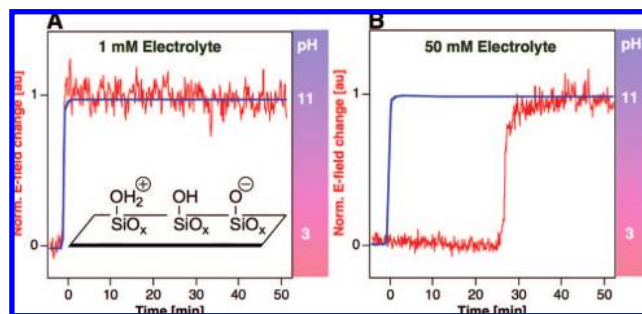 A
1 mM Electrolyte
pH
Norm. E-field change [au]
1
0
11
3
OH2⊕
OH
O⊖
SiOx
SiOx
SiOx
0
10
20
30
40
50
Time [min]
B
50 mM Electrolyte
pH
Norm. E-field change [au]
1
0
11
3
0
10
20
30
40
50
Time [min]